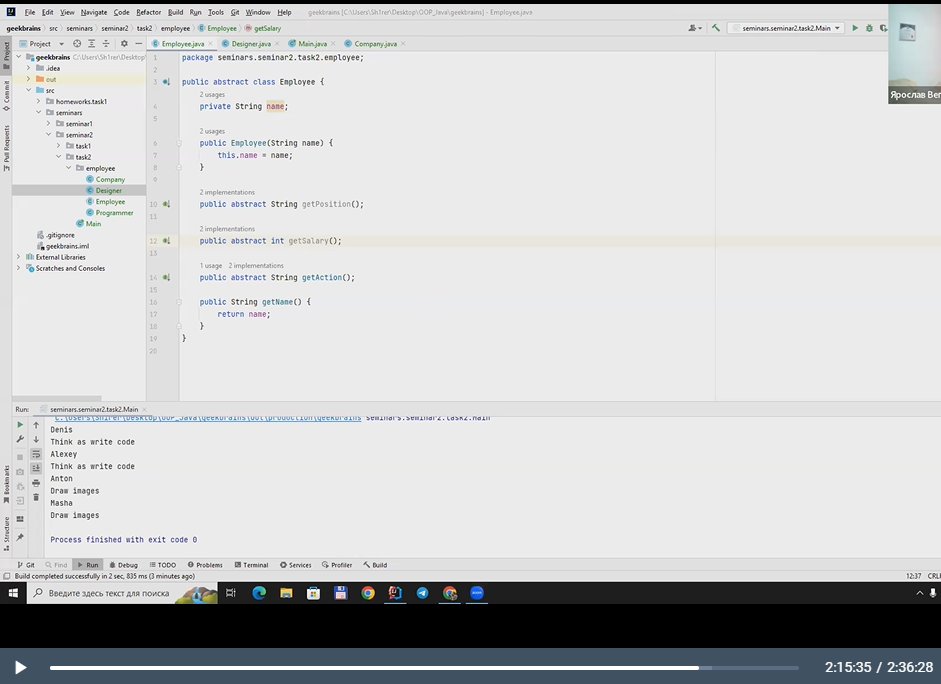 File Edit View Navigate Code Refactor Build Run Tools Git Window Help geekbrains [C:\Users\Sh1rer\Desktop\OOP_Java\geekbrains] - Employee.java
geekbrains src seminars seminar2 task2 employee Employee getSalary
seminars.seminar2.task2.Main
Project
Employee.java Designer.java Main.java Company.java
geekbrains C:\Users\Sh1rer\Desktop
.idea
out
src
homeworks.task1
seminars
seminar1
seminar2
task1
task2
employee
Company
Designer
Employee
Programmer
Main
.gitignore
geekbrains.iml
External Libraries
Scratches and Consoles
Project
Commit
Pull Requests
Bookmarks
Structure
1 package seminars.seminar2.task2.employee;
2
3 public abstract class Employee {
2 usages
4 private String name;
5
2 usages
6 public Employee(String name) {
7 this.name = name;
8 }
9
2 implementations
10 public abstract String getPosition();
11
2 implementations
12 public abstract int getSalary();
13
1 usage 2 implementations
14 public abstract String getAction();
15
16 public String getName() {
17 return name;
18 }
19 }
20
Ярослав
Run: seminars.seminar2.task2.Main
C:\Users\Sh1rer\Desktop\OOP_Java\geekbrains\out\production\geekbrains seminars.seminar2.task2.Main
Denis
Think as write code
Alexey
Think as write code
Anton
Draw images
Masha
Draw images
Process finished with exit code 0
Git Find Run Debug TODO Problems Terminal Services Profiler Build
Build completed successfully in 2 sec, 835 ms (3 minutes ago)
12:37
Введите здесь текст для поиска
zoom
2:15:35 / 2:36:28